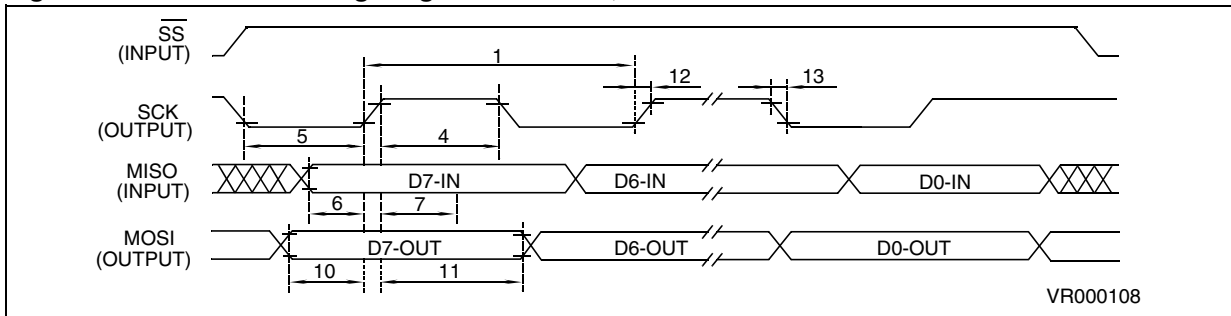 SS
(INPUT)
1
12
13
SCK
(OUTPUT)
5
4
MISO
(INPUT)
D7-IN
D6-IN
D0-IN
6
7
MOSI
(OUTPUT)
D7-OUT
D6-OUT
D0-OUT
10
11
VR000108